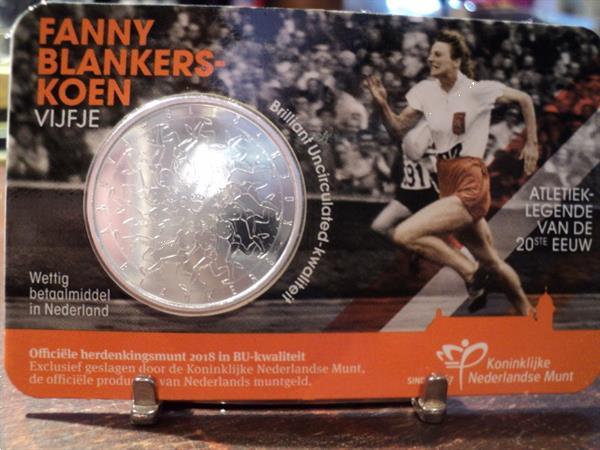 FANNY
BLANKERS-
KOEN
VIJFJE
Brilliant Uncirculated-kwaliteit
ATLETIEK-
LEGENDE
VAN DE
20STE EEUW
Wettig
betaalmiddel
in Nederland
Officiële herdenkingsmunt 2018 in BU-kwaliteit
Exclusief geslagen door de Koninklijke Nederlandse Munt,
de officiële van Nederlands muntgeld.
Koninklijke
Nederlandse Munt